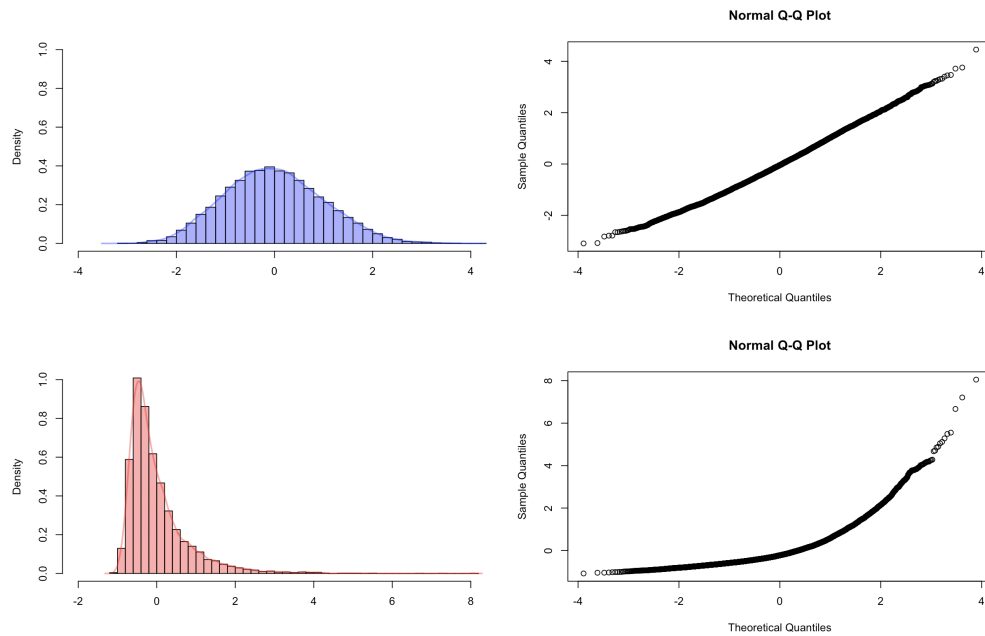 Normal Q-Q Plot
Density
0.0 0.2 0.4 0.6 0.8 1.0
-4 -2 0 2 4
Sample Quantiles
-2 0 2 4
-4 -2 0 2 4
Theoretical Quantiles
Normal Q-Q Plot
Density
0.0 0.2 0.4 0.6 0.8 1.0
-2 0 2 4 6 8
Sample Quantiles
0 2 4 6 8
-4 -2 0 2 4
Theoretical Quantiles